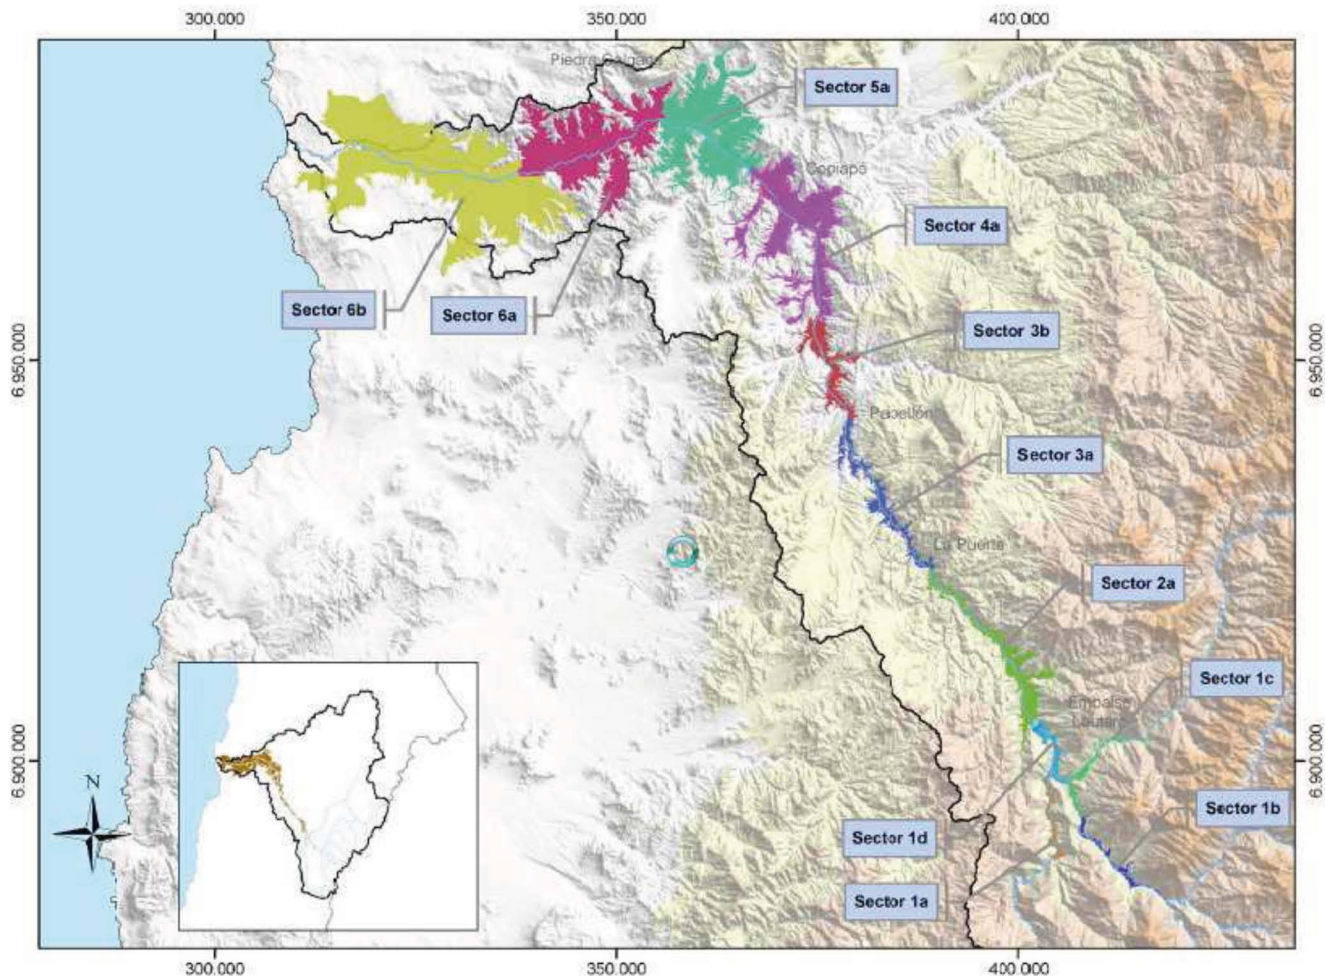 300.000
350.000
400.000
Piedra Colgada
Sector 5a
Copiapó
Sector 4a
Sector 6b
Sector 6a
Sector 3b
6.950.000
6.950.000
Pabellón
Sector 3a
La Puerta
Sector 2a
Sector 1c
Embalse
Lautaro
6.900.000
6.900.000
N
Sector 1b
Sector 1d
Sector 1a
300.000
350.000
400.000